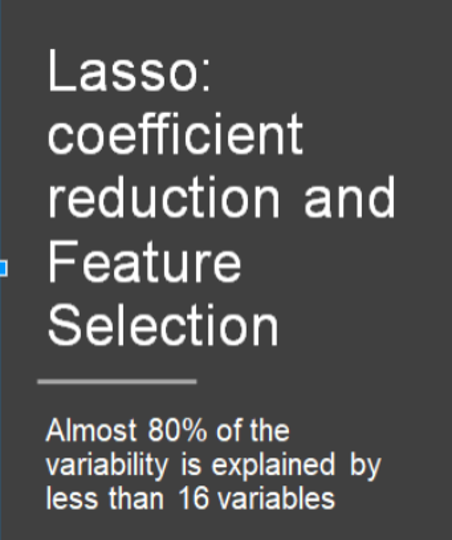 Lasso:
coefficient
reduction and
Feature
Selection
Almost 80% of the
variability is explained by
less than 16 variables